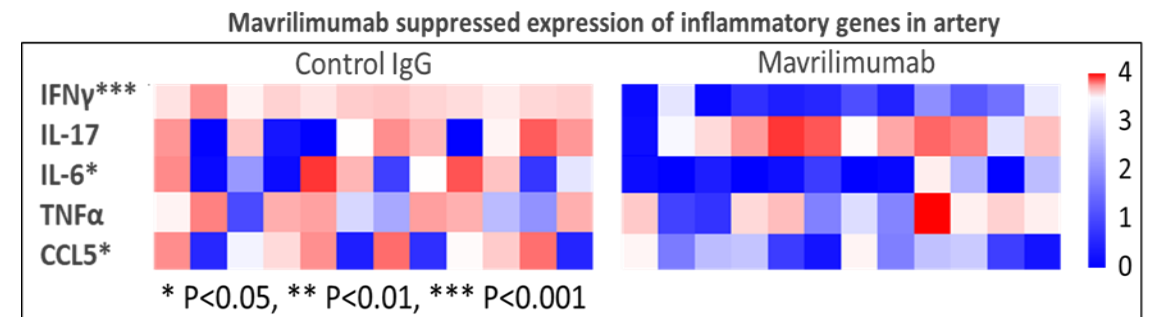 Mavrilimumab suppressed expression of inflammatory genes in artery
Control IgG
Mavrilimumab
IFNγ***
IL-17
IL-6*
TNFα
CCL5*
4
3
2
1
0
* P<0.05, ** P<0.01, *** P<0.001